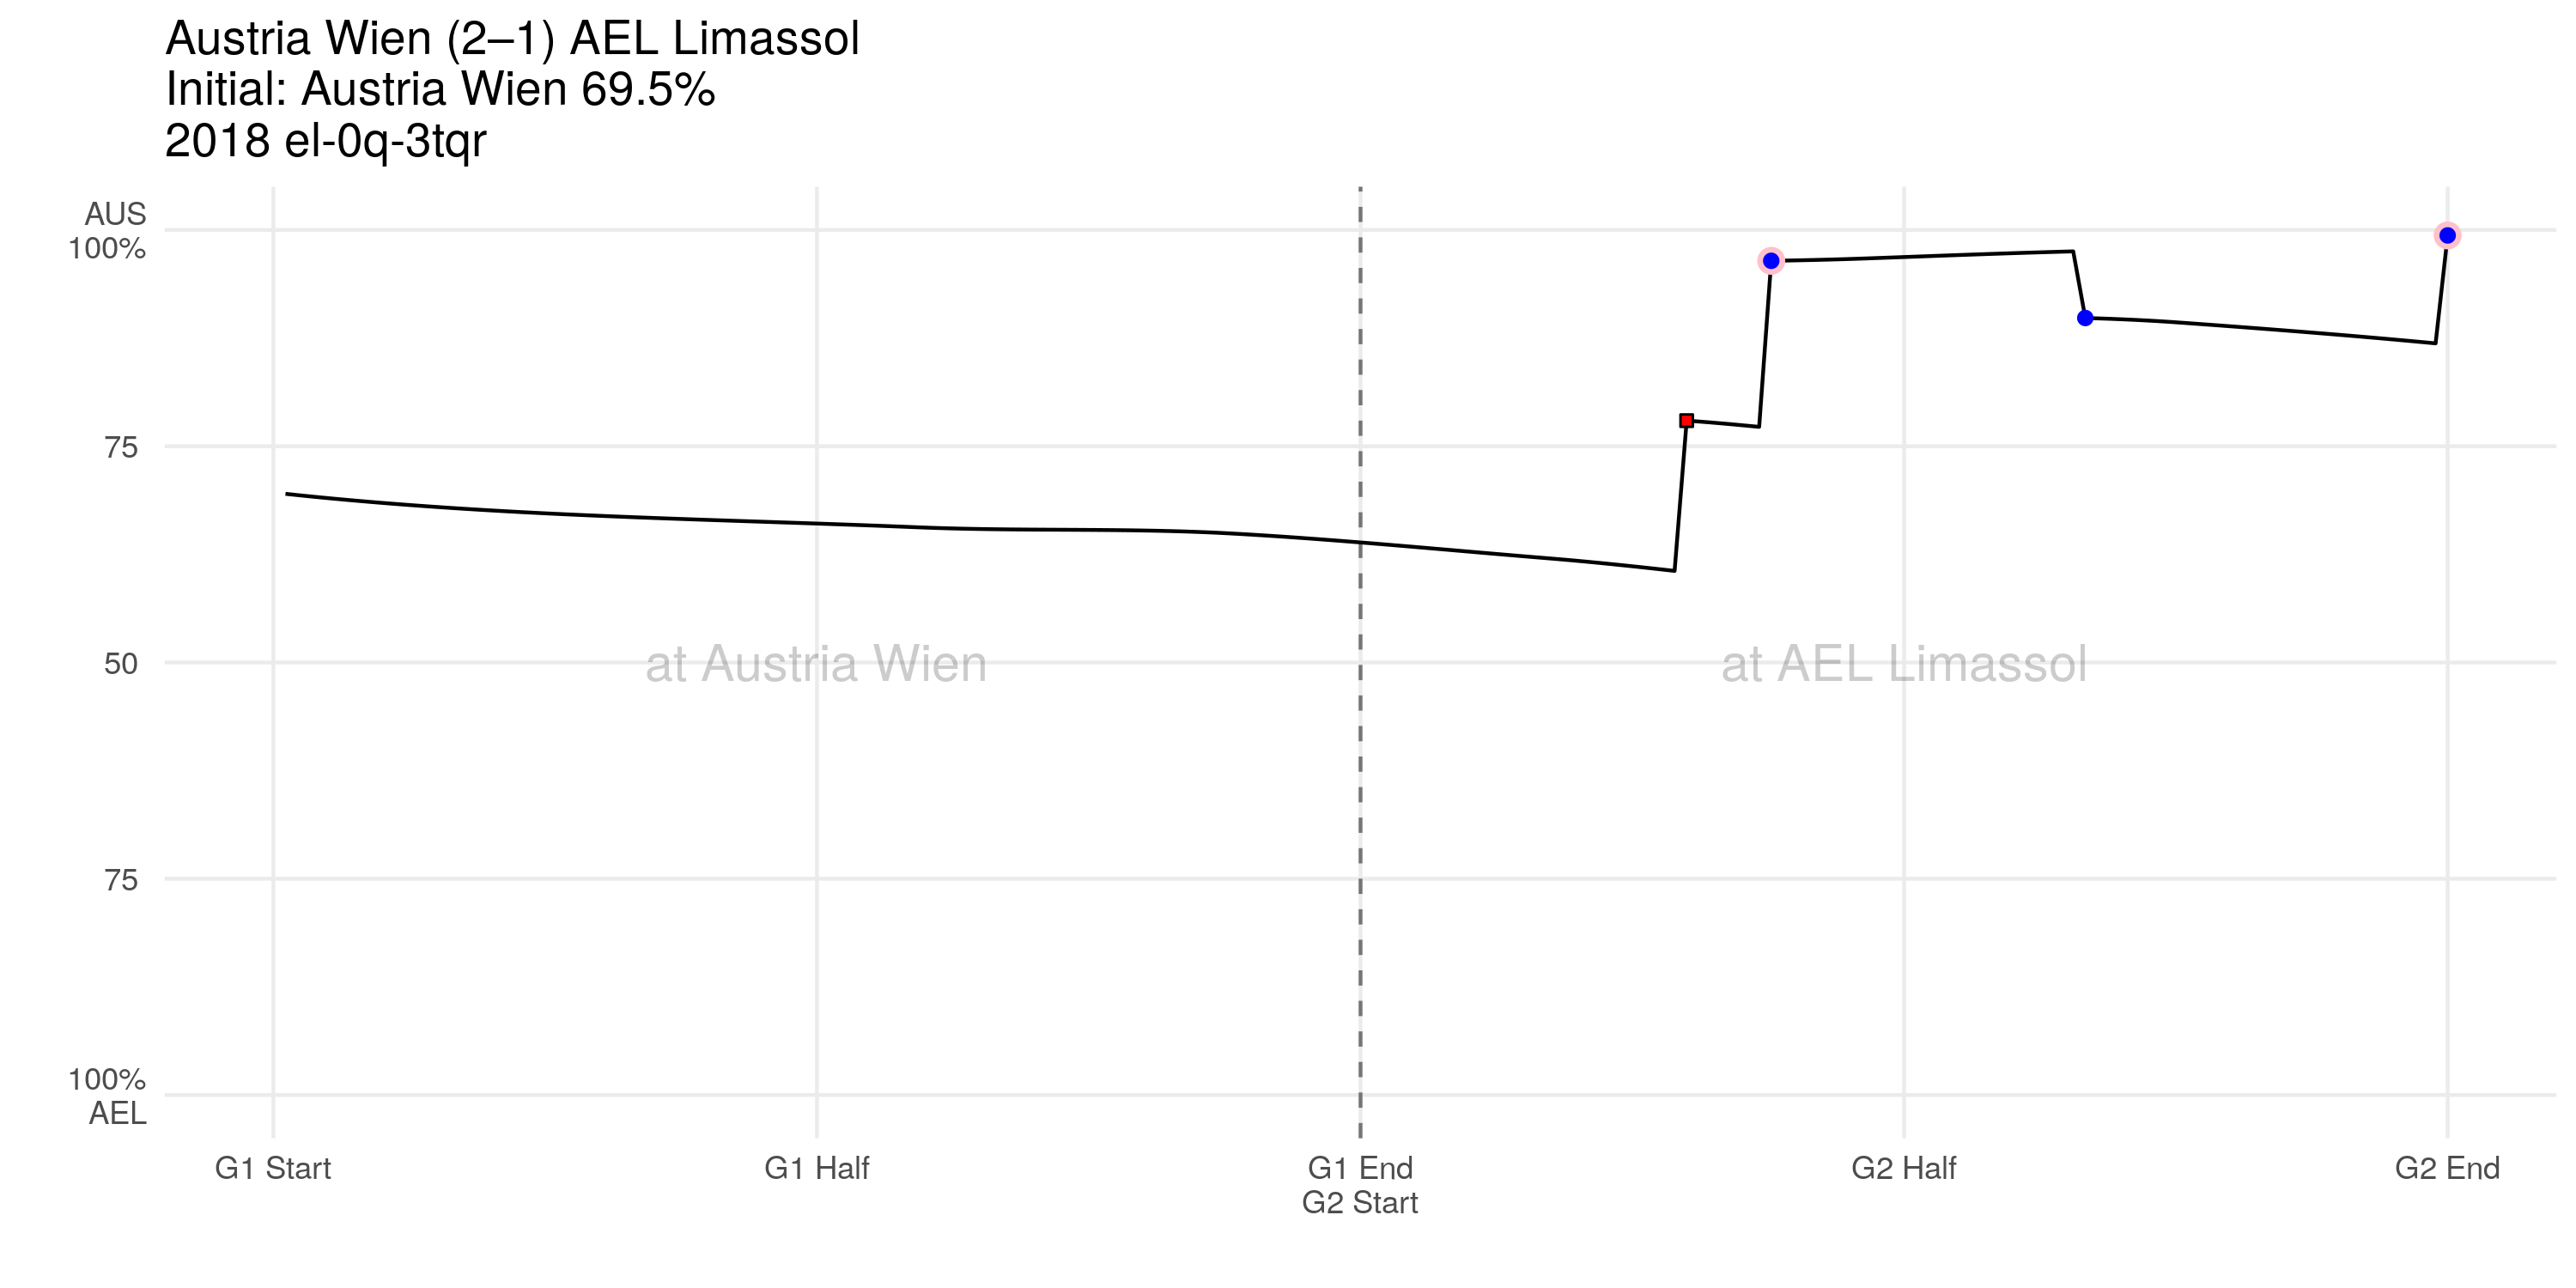 Austria Wien (2–1) AEL Limassol
Initial: Austria Wien 69.5%
2018 el-0q-3tqr
AUS
100%
75
50
75
100%
AEL
at Austria Wien
at AEL Limassol
G1 Start
G1 Half
G1 End
G2 Start
G2 Half
G2 End